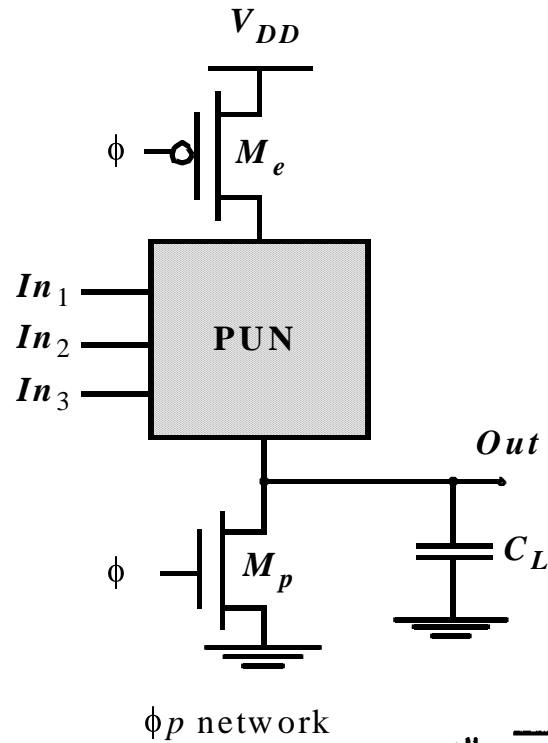 V_DD
ϕ
M_e
In_1
In_2
In_3
PUN
Out
ϕ
M_p
C_L
ϕp network